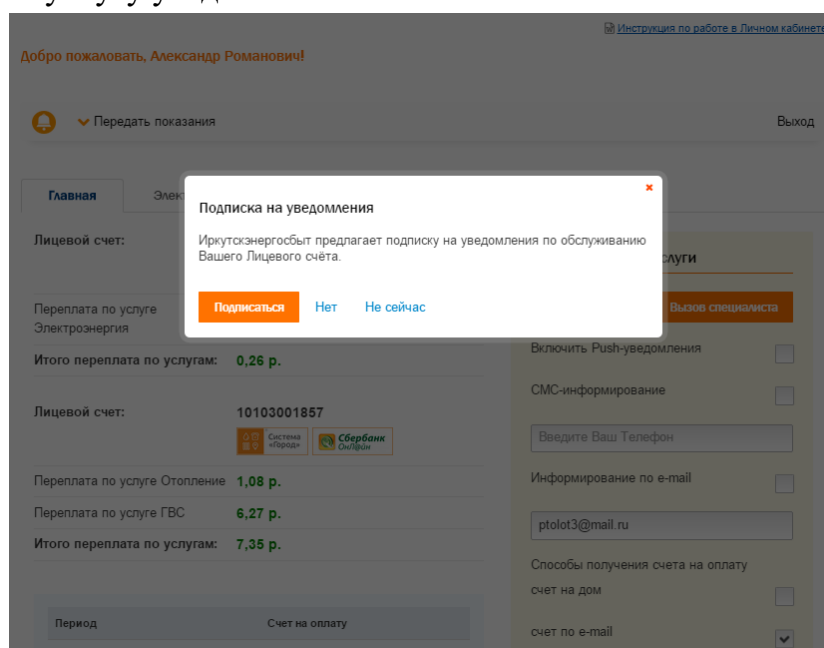 Инструкция по работе в Личном кабинете
Добро пожаловать, Александр Романович!
Передать показания
Выход
Главная
Подписка на уведомления
Иркутскэнергосбыт предлагает подписку на уведомления по обслуживанию
Вашего Лицевого счёта.
Подписаться Нет Не сейчас
Лицевой счет:
Переплата по услуге
Электроэнергия
Итого переплата по услугам: 0,26 р.
Лицевой счет: 10103001857
Система
«Город»
Сбербанк
Онлайн
Переплата по услуге Отопление 1,08 р.
Переплата по услуге ГВС 6,27 р.
Итого переплата по услугам: 7,35 р.
Период Счет на оплату
Вызов специалиста
Включить Push-уведомления
СМС-информирование
Введите Ваш Телефон
Информирование по e-mail
ptolot3@mail.ru
Способы получения счета на оплату
счет на дом
счет по e-mail